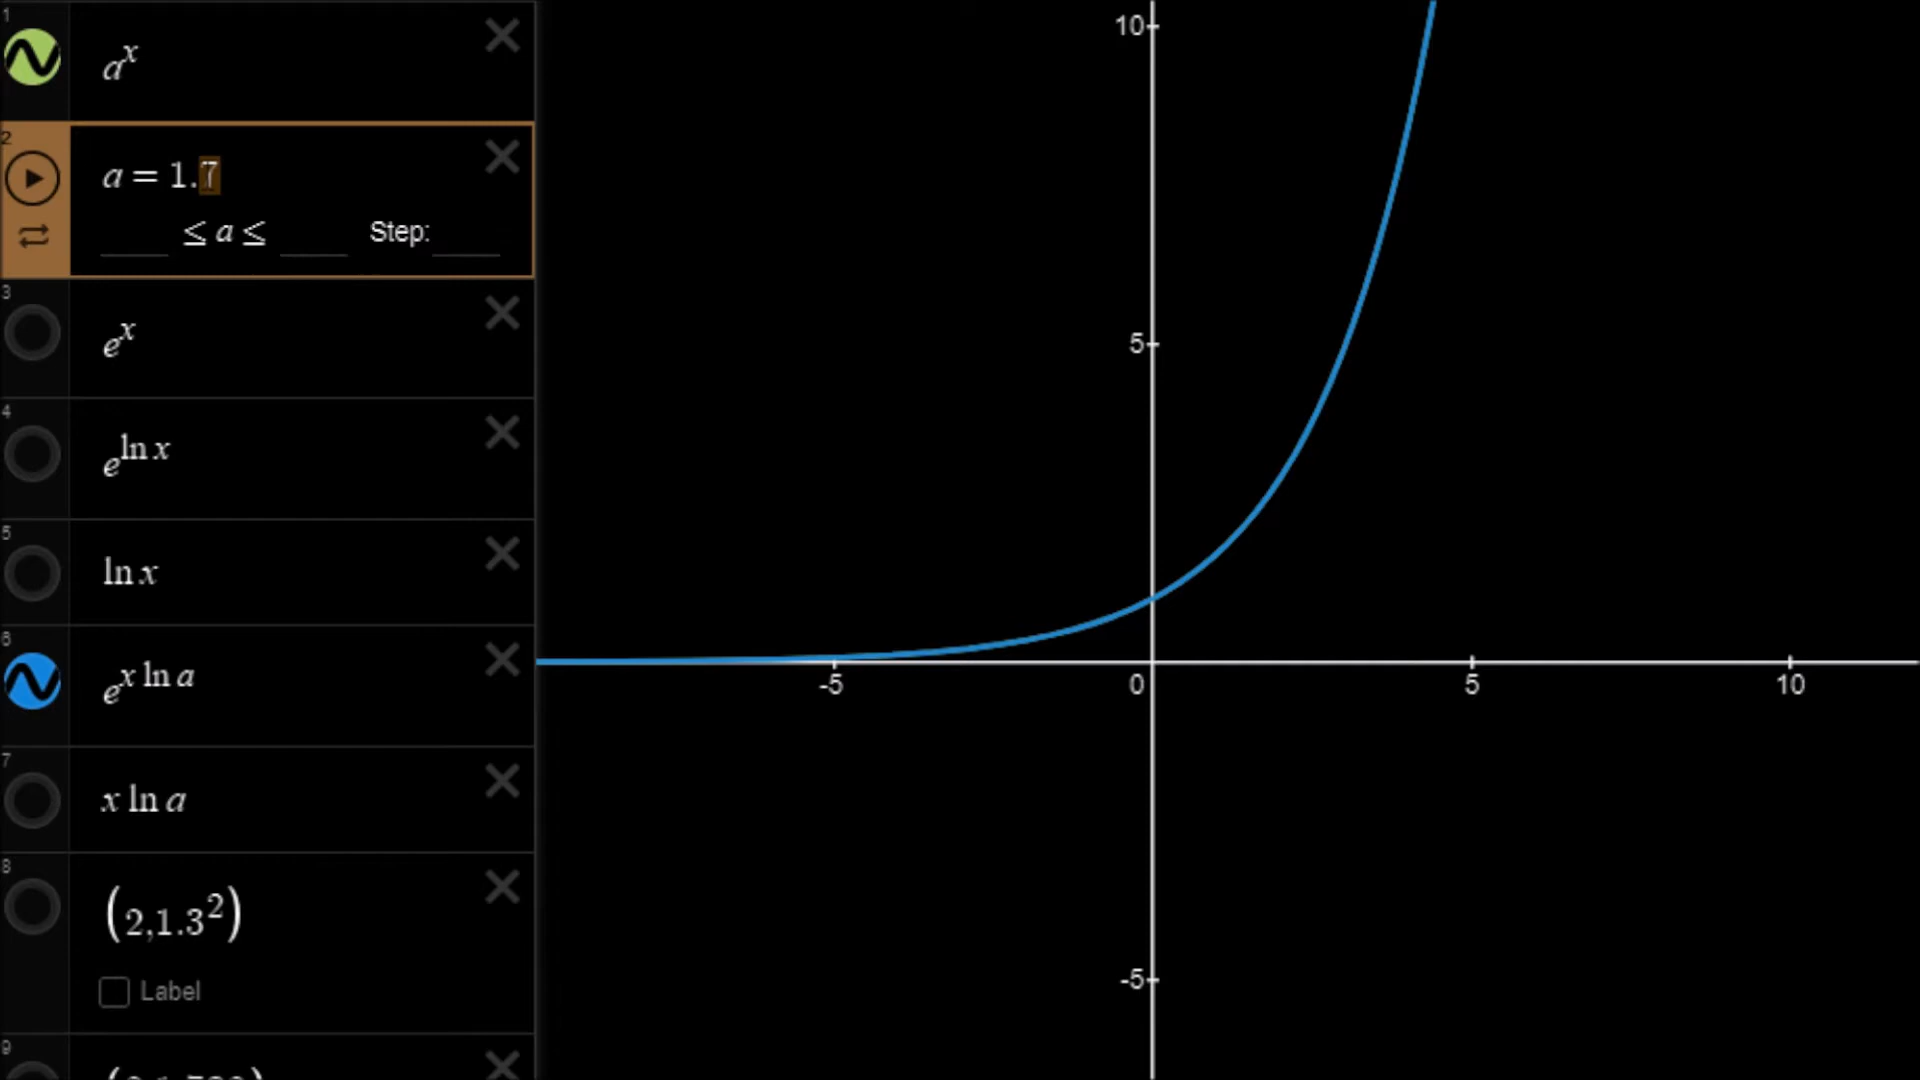 1
a^x
2
a = 1.7
≤ a ≤ Step:
3
e^x
4
e^{ln x}
5
ln x
6
e^{x ln a}
7
x ln a
8
(2,1.3^2)
Label
9
10
5
-5 0 5 10
-5